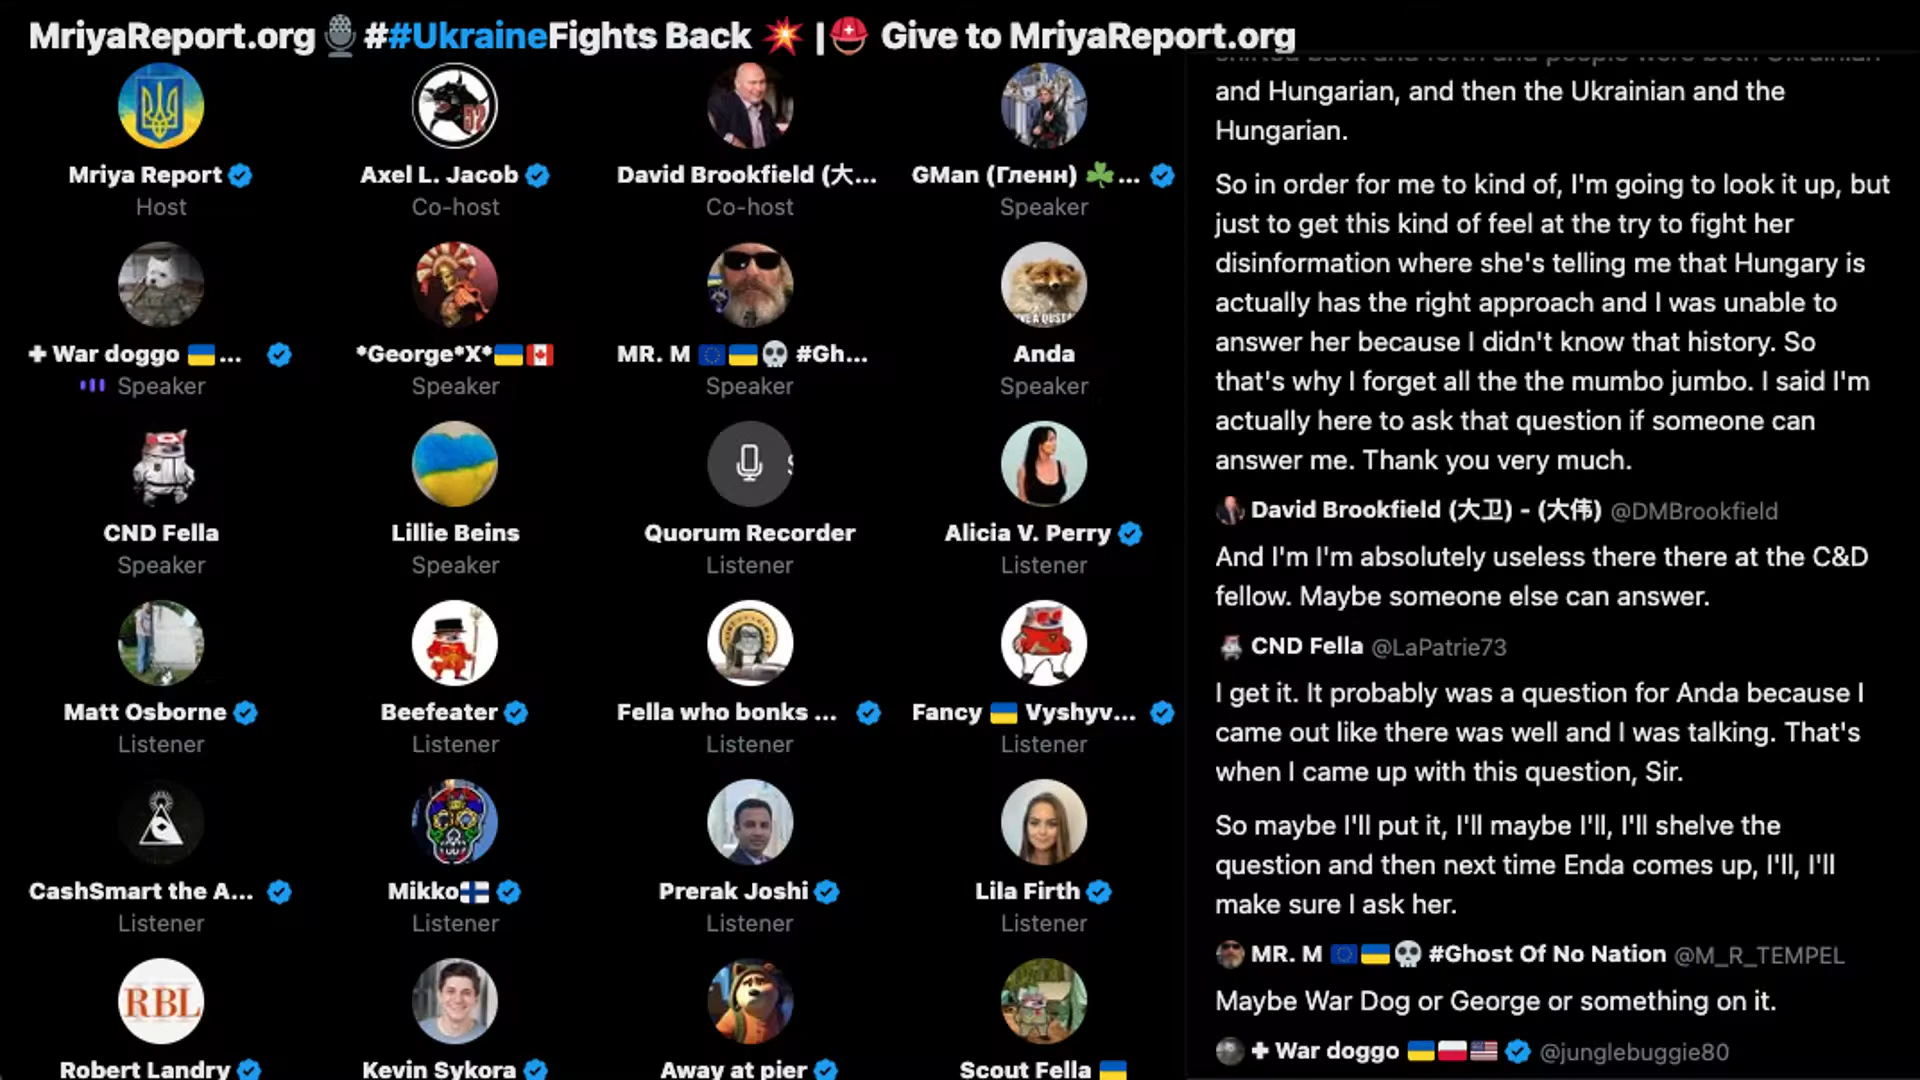 MriyaReport.org🎙️##UkraineFights Back 💥 |⛑️ Give to MriyaReport.org
Mriya Report
Host
Axel L. Jacob
Co-host
David Brookfield (大...
Co-host
GMan (Гленн) ☘️...
Speaker
✚ War doggo 🇺🇦...
Speaker
*George*X*🇺🇦🇨🇦
Speaker
MR. M 🇪🇺🇺🇦💀 #Gh...
Speaker
Anda
Speaker
CND Fella
Speaker
Lillie Beins
Speaker
Quorum Recorder
Listener
Alicia V. Perry
Listener
Matt Osborne
Listener
Beefeater
Listener
Fella who bonks ...
Listener
Fancy 🇺🇦 Vyshyv...
Listener
CashSmart the A...
Listener
Mikko🇫🇮
Listener
Prerak Joshi
Listener
Lila Firth
Listener
RBL
Robert Landry
Kevin Sykora
Away at pier
Scout Fella 🇺🇦
shifted back and forth and people were both Ukrainian
and Hungarian, and then the Ukrainian and the
Hungarian.
So in order for me to kind of, I'm going to look it up, but
just to get this kind of feel at the try to fight her
disinformation where she's telling me that Hungary is
actually has the right approach and I was unable to
answer her because I didn't know that history. So
that's why I forget all the the mumbo jumbo. I said I'm
actually here to ask that question if someone can
answer me. Thank you very much.
David Brookfield (大卫) - (大伟) @DMBrookfield
And I'm I'm absolutely useless there there at the C&D
fellow. Maybe someone else can answer.
CND Fella @LaPatrie73
I get it. It probably was a question for Anda because I
came out like there was well and I was talking. That's
when I came up with this question, Sir.
So maybe I'll put it, I'll maybe I'll, I'll shelve the
question and then next time Enda comes up, I'll, I'll
make sure I ask her.
MR. M 🇪🇺🇺🇦💀 #Ghost Of No Nation @M_R_TEMPEL
Maybe War Dog or George or something on it.
✚ War doggo 🇺🇦🇵🇱🇺🇸 @junglebuggie80